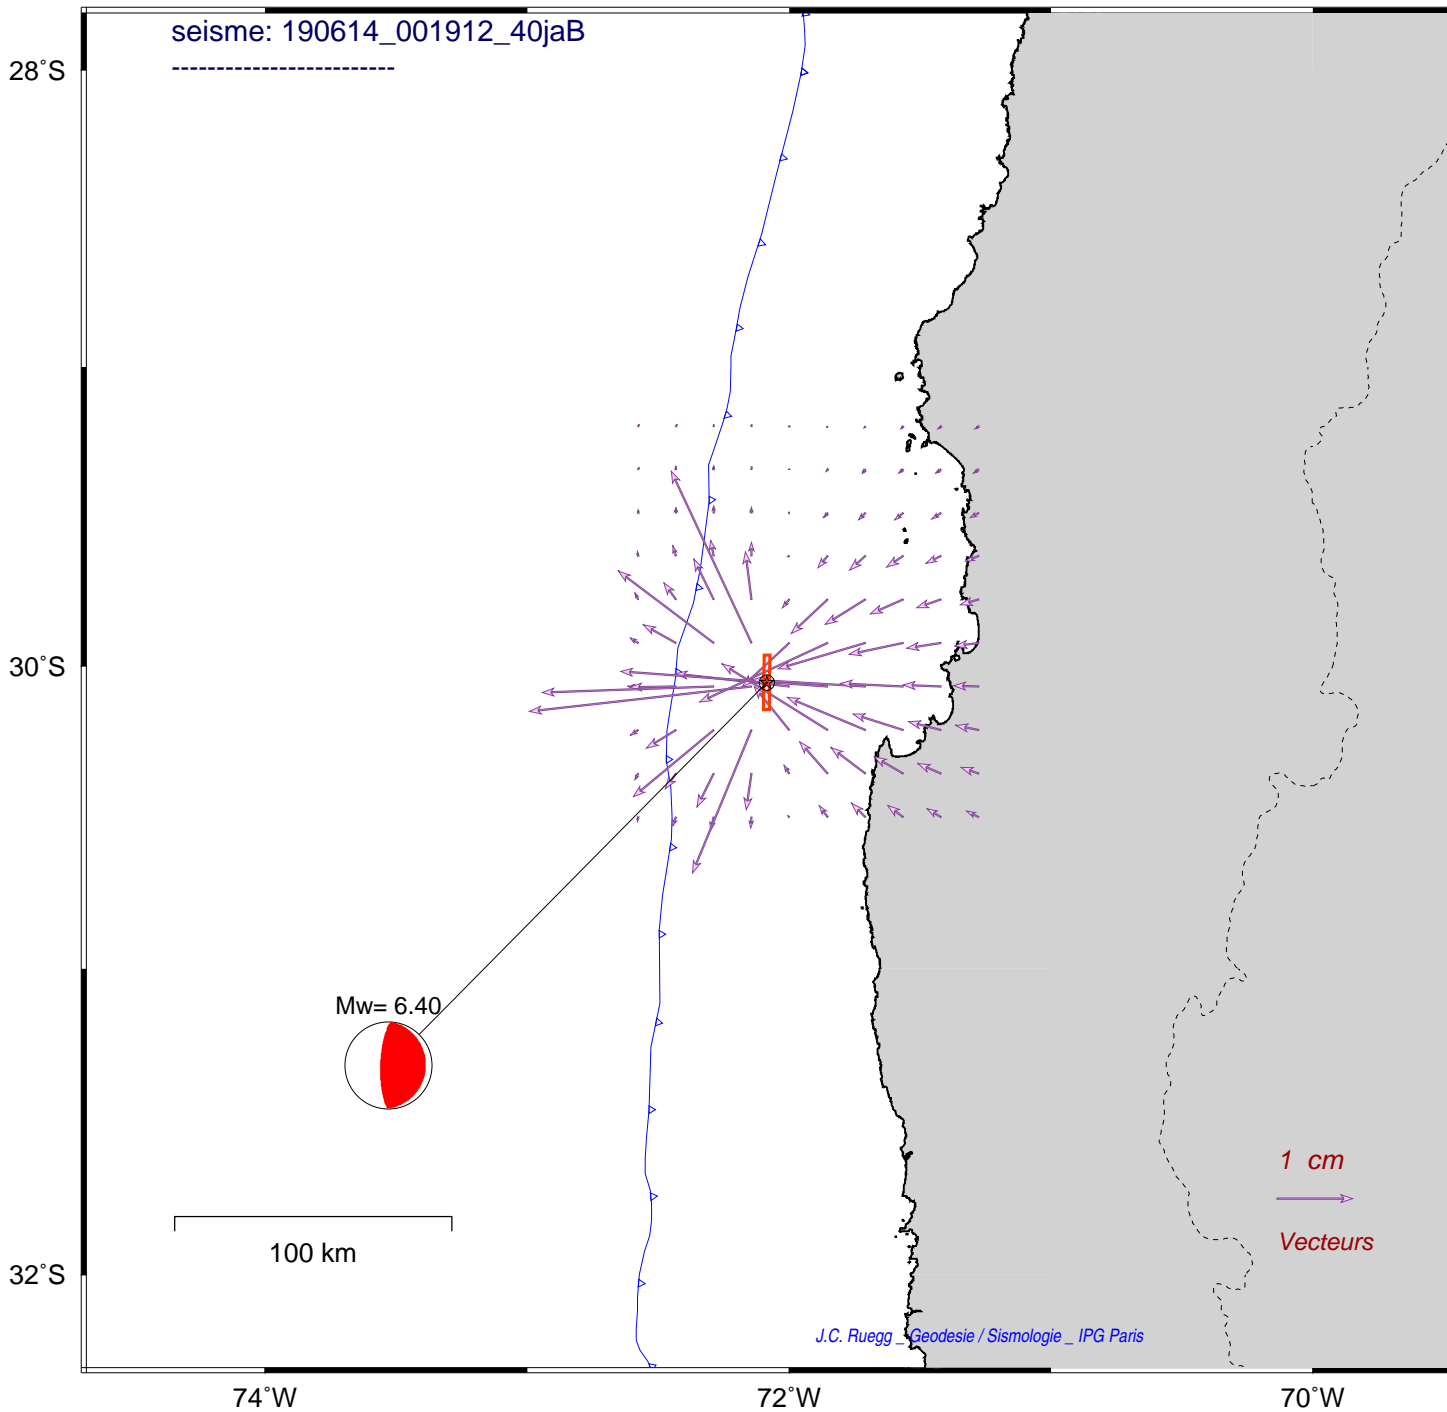 seisme: 190614_001912_40jaB
-------------------------
28°S
30°S
Mw= 6.40
1 cm
100 km
Vecteurs
32°S
J.C. Ruegg _ Geodesie / Sismologie _ IPG Paris
74°W
72°W
70°W